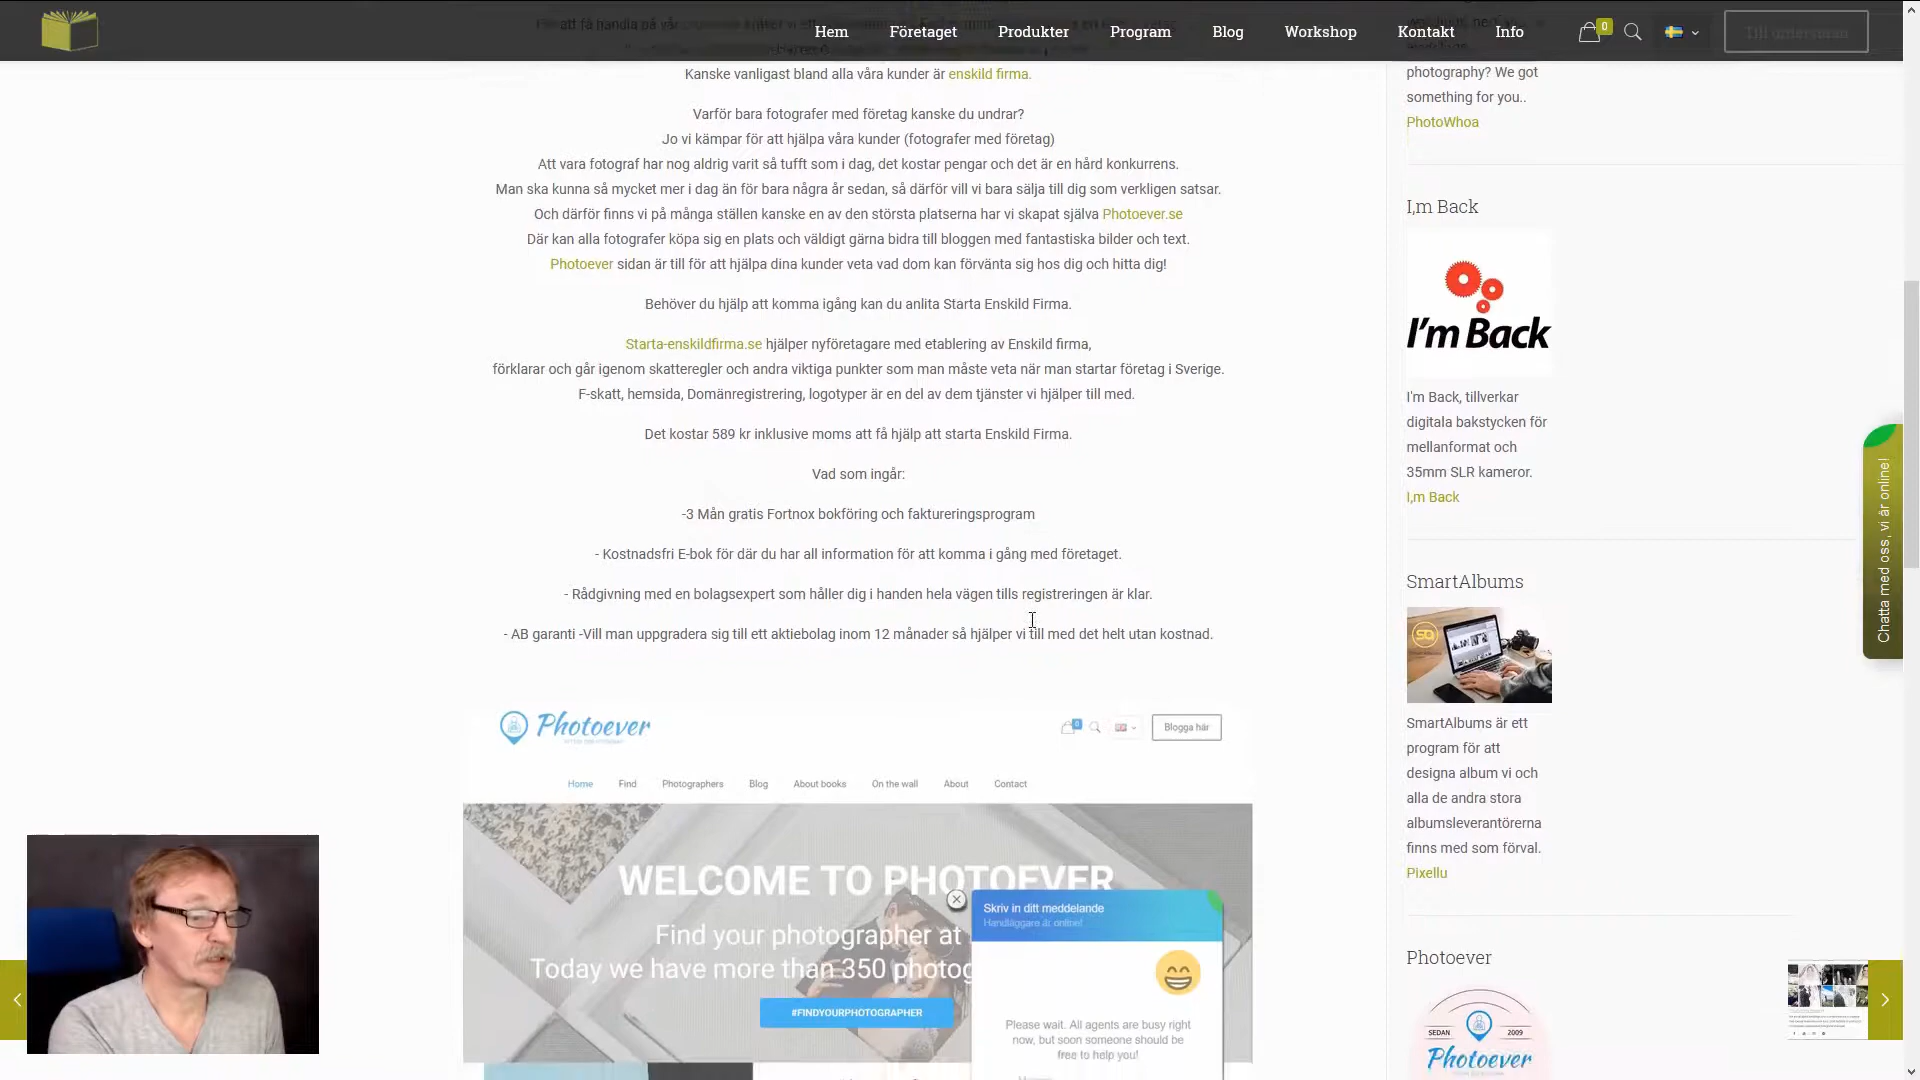 Hem
Företaget
Produkter
Program
Blog
Workshop
Kontakt
Info
0
Till
Kanske vanligast bland alla våra kunder är enskild firma.
Varför bara fotografer med företag kanske du undrar?
Jo vi kämpar för att hjälpa våra kunder (fotografer med företag)
Att vara fotograf har nog aldrig varit så tufft som i dag, det kostar pengar och det är en hård konkurrens.
Man ska kunna så mycket mer i dag än för bara några år sedan, så därför vill vi bara sälja till dig som verkligen satsar.
Och därför finns vi på många ställen kanske en av den största platserna har vi skapat själva Photoever.se
Där kan alla fotografer köpa sig en plats och väldigt gärna bidra till bloggen med fantastiska bilder och text.
Photoever sidan är till för att hjälpa dina kunder veta vad dom kan förvänta sig hos dig och hitta dig!
Behöver du hjälp att komma igång kan du anlita Starta Enskild Firma.
Starta-enskildfirma.se hjälper nyföretagare med etablering av Enskild firma,
förklarar och går igenom skatteregler och andra viktiga punkter som man måste veta när man startar företag i Sverige.
F-skatt, hemsida, Domänregistrering, logotyper är en del av dem tjänster vi hjälper till med.
Det kostar 589 kr inklusive moms att få hjälp att starta Enskild Firma.
Vad som ingår:
-3 Mån gratis Fortnox bokföring och faktureringsprogram
- Kostnadsfri E-bok för där du har all information för att komma i gång med företaget.
- Rådgivning med en bolagsexpert som håller dig i handen hela vägen tills registreringen är klar.
- AB garanti -Vill man uppgradera sig till ett aktiebolag inom 12 månader så hjälper vi till med det helt utan kostnad.
Photoever
0
Blogga här
Home
Find
Photographers
Blog
About books
On the wall
About
Contact
WELCOME TO PHOTOEVER
Find your photographer at
Today we have more than 350 photog
#FINDYOURPHOTOGRAPHER
Skriv in ditt meddelande
Handläggare är online!
Please wait. All agents are busy right
now, but soon someone should be
free to help you!
photography? We got
something for you..
PhotoWhoa
I,m Back
I'm Back
I'm Back, tillverkar
digitala bakstycken för
mellanformat och
35mm SLR kameror.
I,m Back
SmartAlbums
SmartAlbums är ett
program för att
designa album vi och
alla de andra stora
albumsleverantörerna
finns med som förval.
Pixellu
Photoever
SEDAN
2009
Photoever
Chatta med oss, vi är online!